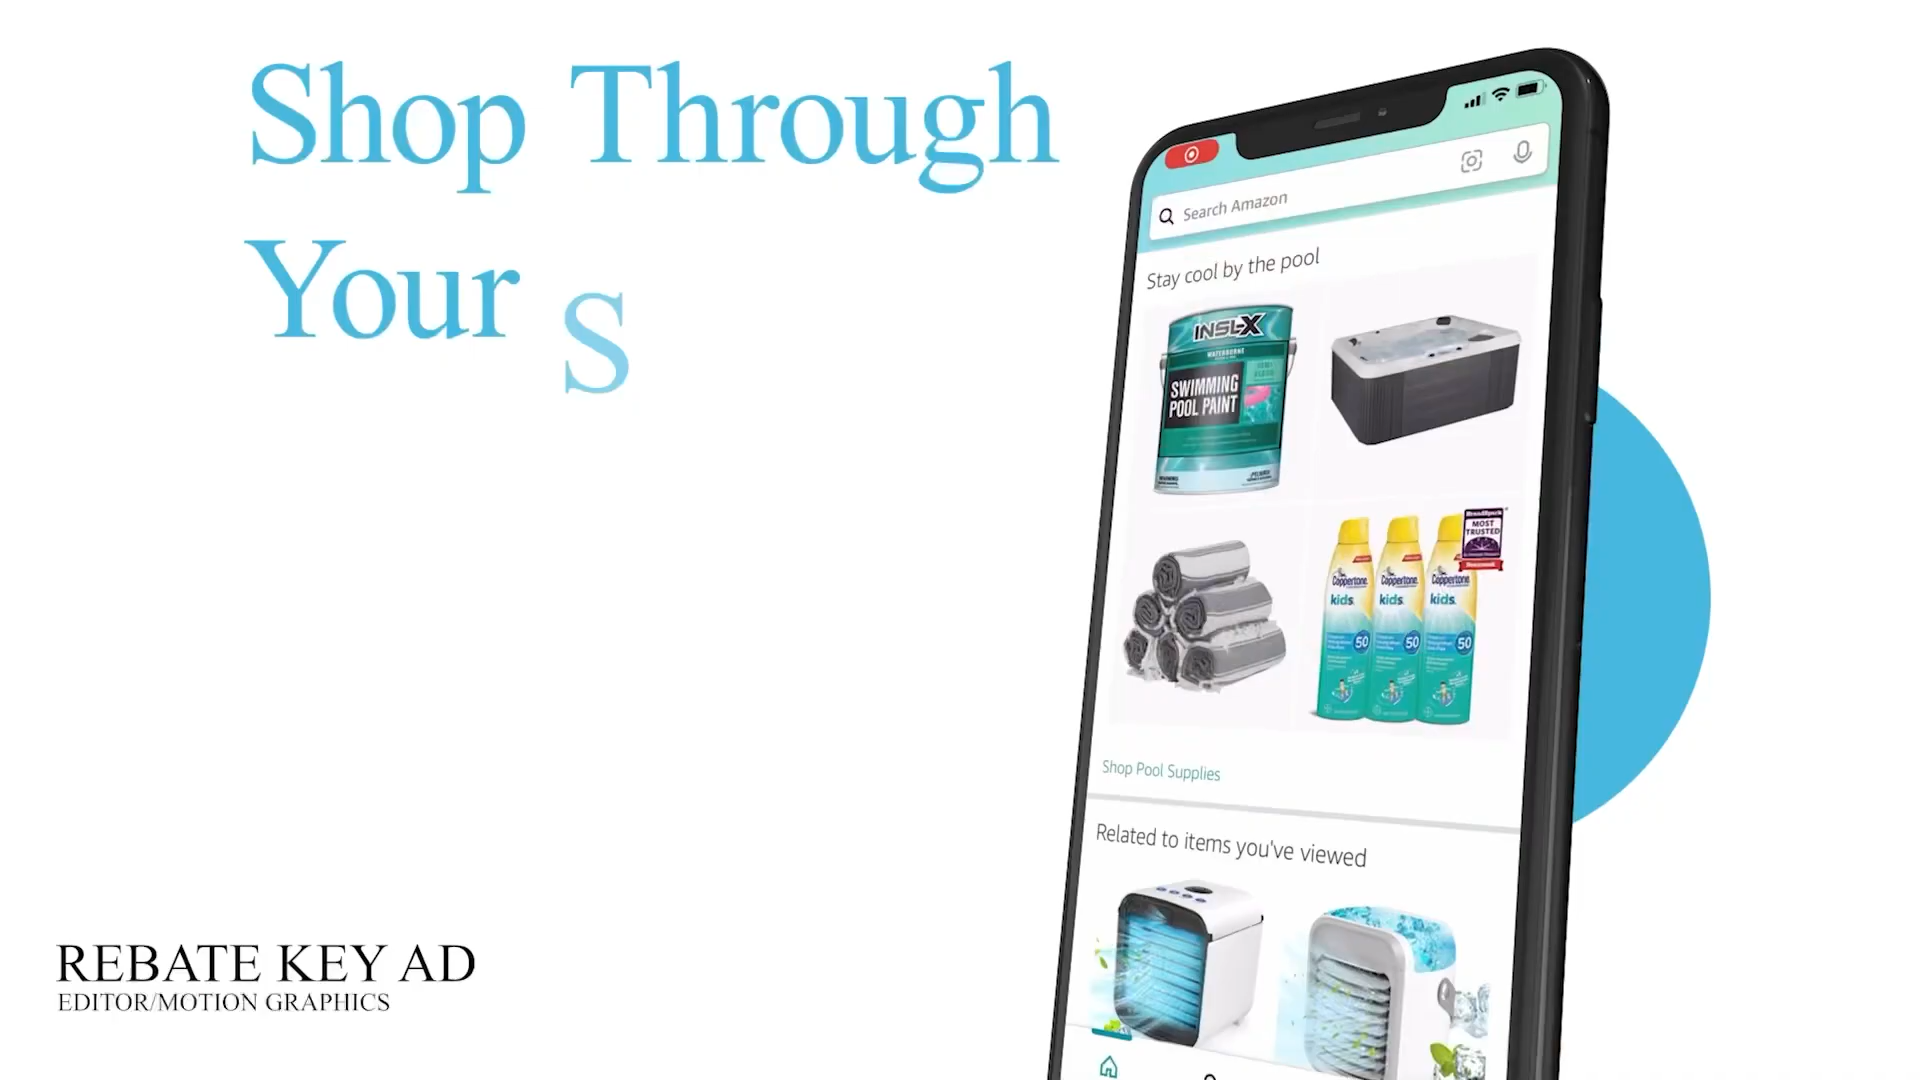 Shop Through
Your S
Search Amazon
Stay cool by the pool
INSL-X
WATERBORNE
SWIMMING
POOL PAINT
MOST
TRUSTED
Coppertone Coppertone Coppertone
kids kids kids
50 50 50
Shop Pool Supplies
Related to items you've viewed
REBATE KEY AD
EDITOR/MOTION GRAPHICS